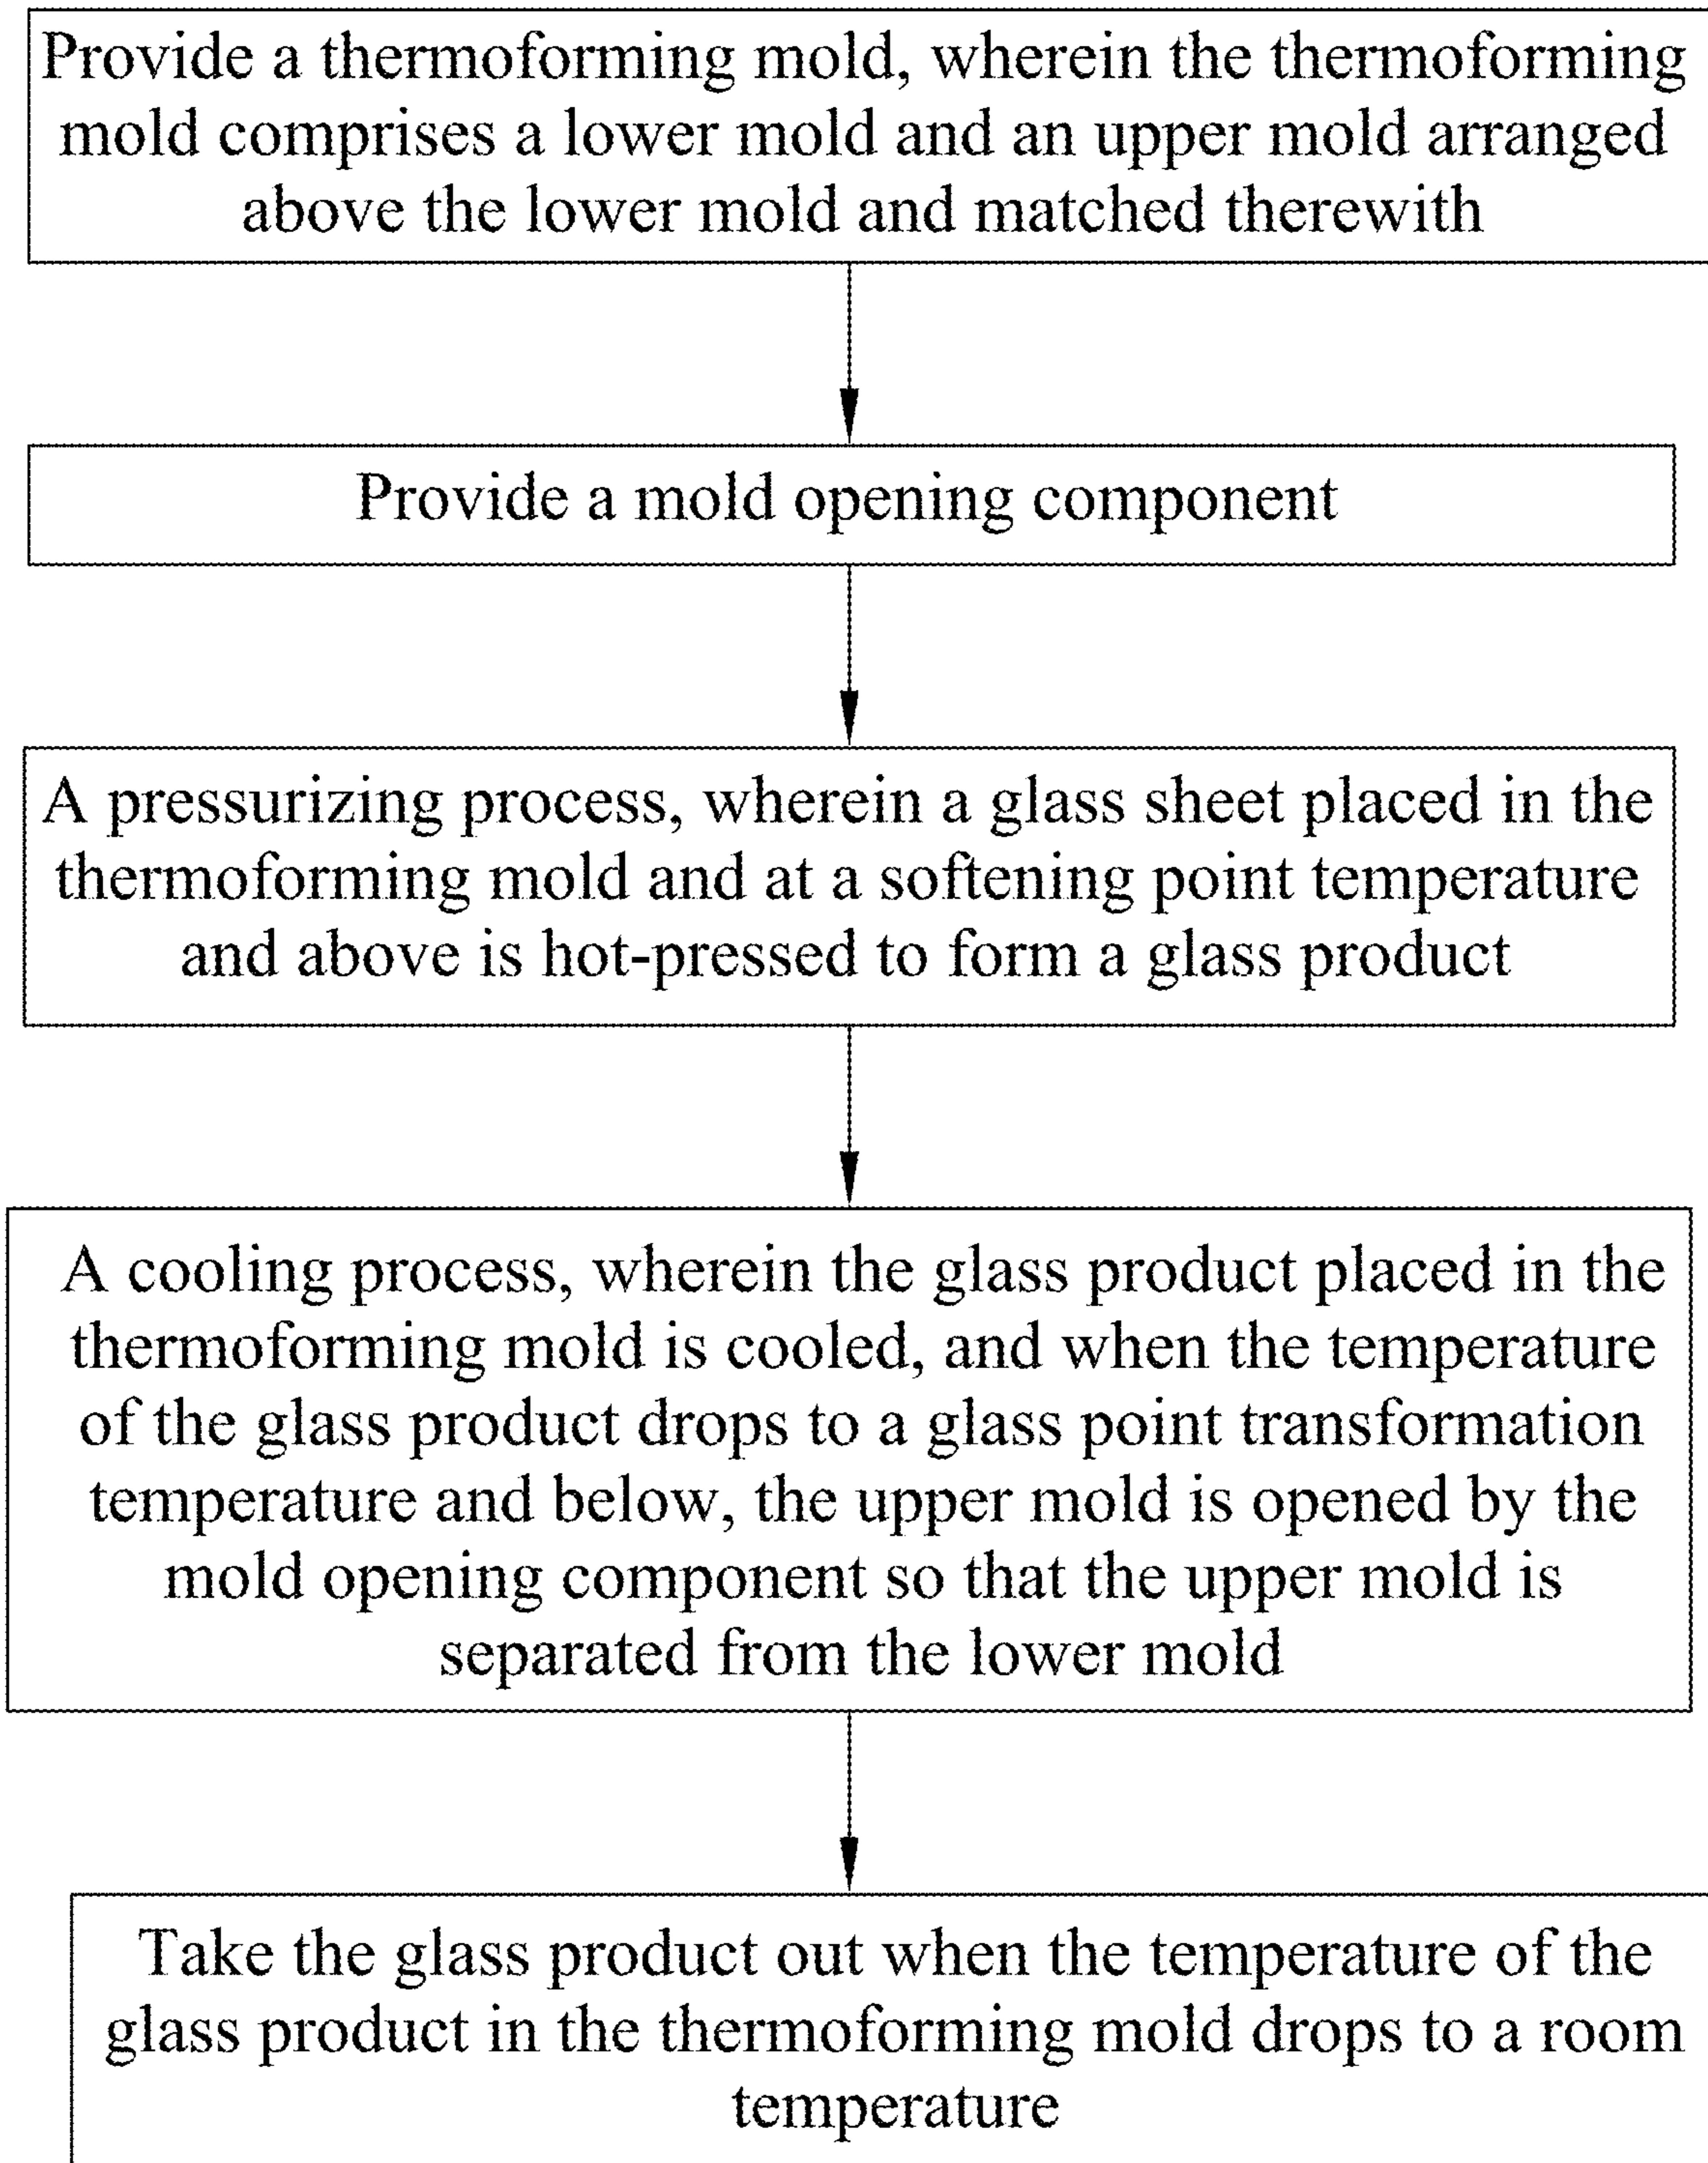 Provide a thermoforming mold, wherein the thermoforming
mold comprises a lower mold and an upper mold arranged
above the lower mold and matched therewith
Provide a mold opening component
A pressurizing process, wherein a glass sheet placed in the
thermoforming mold and at a softening point temperature
and above is hot-pressed to form a glass product
A cooling process, wherein the glass product placed in the
thermoforming mold is cooled, and when the temperature
of the glass product drops to a glass point transformation
temperature and below, the upper mold is opened by the
mold opening component so that the upper mold is
separated from the lower mold
Take the glass product out when the temperature of the
glass product in the thermoforming mold drops to a room
temperature